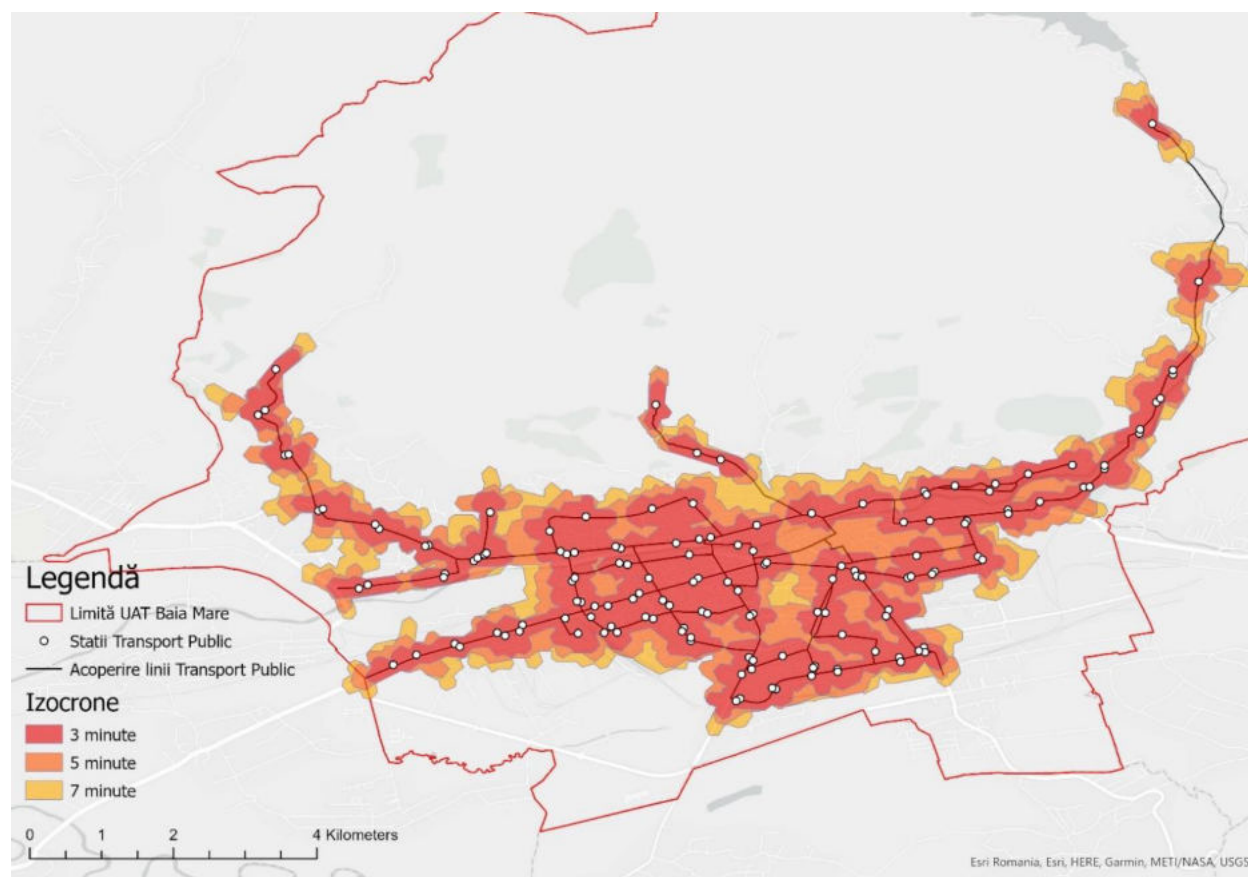 Legendă
Limită UAT Baia Mare
Statii Transport Public
Acoperire linii Transport Public
Izocrone
3 minute
5 minute
7 minute
0 1 2 4 Kilometers
Esri Romania, Esri, HERE, Garmin, METI/NASA, USGS